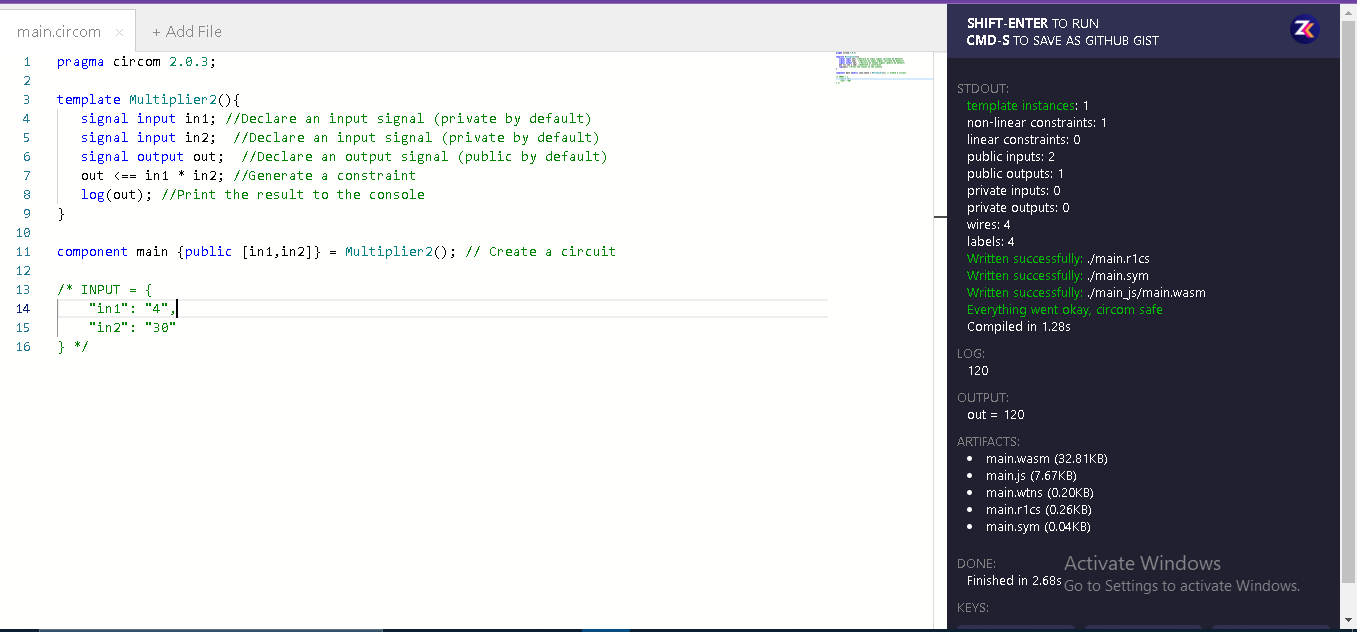 main.circom ×
+ Add File
1 pragma circom 2.0.3;
2
3 template Multiplier2(){
4 signal input in1; //Declare an input signal (private by default)
5 signal input in2;  //Declare an input signal (private by default)
6 signal output out;  //Declare an output signal (public by default)
7 out <== in1 * in2; //Generate a constraint
8 log(out); //Print the result to the console
9 }
10
11 component main {public [in1,in2]} = Multiplier2(); // Create a circuit
12
13 /* INPUT = {
14 "in1": "4",
15 "in2": "30"
16 } */
SHIFT-ENTER TO RUN
CMD-S TO SAVE AS GITHUB GIST
ZK
STDOUT:
template instances: 1
non-linear constraints: 1
linear constraints: 0
public inputs: 2
public outputs: 1
private inputs: 0
private outputs: 0
wires: 4
labels: 4
Written successfully: ./main.r1cs
Written successfully: ./main.sym
Written successfully: ./main_js/main.wasm
Everything went okay, circom safe
Compiled in 1.28s
LOG:
120
OUTPUT:
out = 120
ARTIFACTS:
• main.wasm (32.81KB)
• main.js (7.67KB)
• main.wtns (0.20KB)
• main.r1cs (0.26KB)
• main.sym (0.04KB)
DONE:
Finished in 2.68s
Activate Windows
Go to Settings to activate Windows.
KEYS: